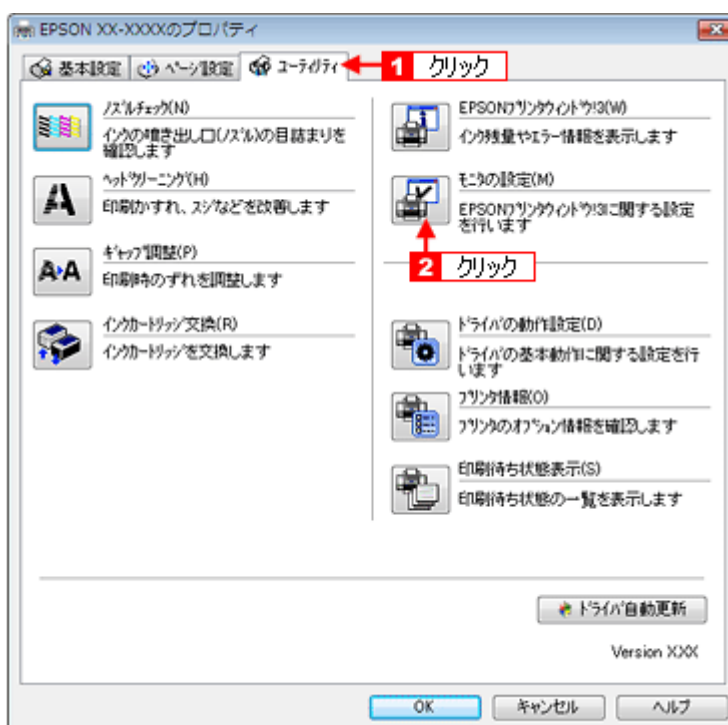 EPSON XX-XXXXのプロパティ
基本設定
ページ設定
ユーティリティ
1 クリック
ノズルチェック(N)
インクの噴き出し口(ノズル)の目詰まりを
確認します
ヘッドクリーニング(H)
印刷かすれ、スジなどを改善します
ギャップ調整(P)
印刷時のずれを調整します
インクカートリッジ交換(R)
インクカートリッジを交換します
EPSONプリンタウィンドウ!3(W)
インク残量やエラー情報を表示します
モニタの設定(M)
EPSONプリンタウィンドウ!3に関する設定
を行います
2 クリック
ドライバの動作設定(D)
ドライバの基本動作に関する設定を行
います
プリンタ情報(O)
プリンタのオプション情報を確認します
印刷待ち状態表示(S)
印刷待ち状態の一覧を表示します
ドライバ自動更新
Version X.XX
OK
キャンセル
ヘルプ